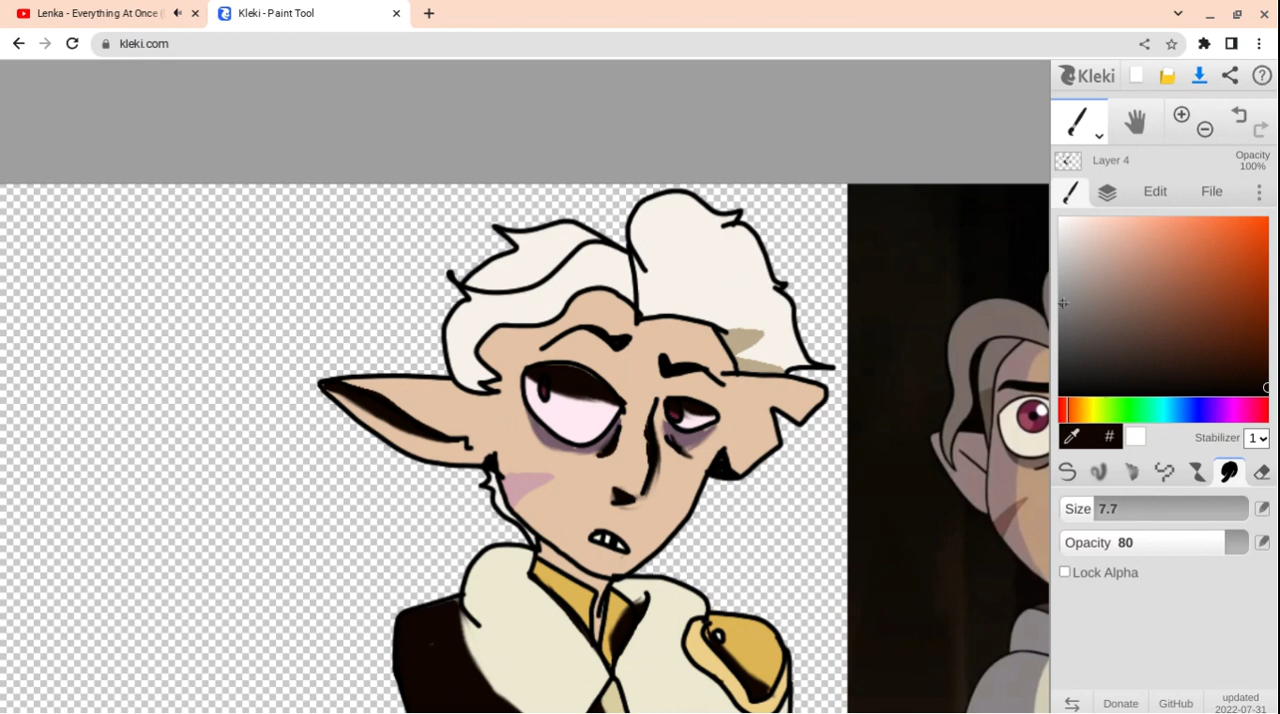 Lenka - Everything At Once (
Kleki - Paint Tool
kleki.com
Kleki
Layer 4
Opacity
100%
Edit
File
#
Stabilizer 1
Size 7.7
Opacity 80
Lock Alpha
Donate
GitHub
updated
2022-07-31